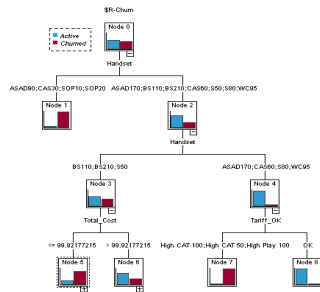 $R-Churn
Node 0
Active
Churned
Handset
ASAD90;CAS30;SOP10;SOP20
ASAD170;BS110;BS210;CAS60;S50;S80;WC95
Node 1
Node 2
Handset
BS110;BS210;S50
ASAD170;CAS60;S80;WC95
Node 3
Node 4
Total_Cost
Tariff_OK
<= 99.92177215
> 99.92177215
High CAT 100;High CAT 50;High Play 100
OK
Node 5
Node 6
Node 7
Node 8